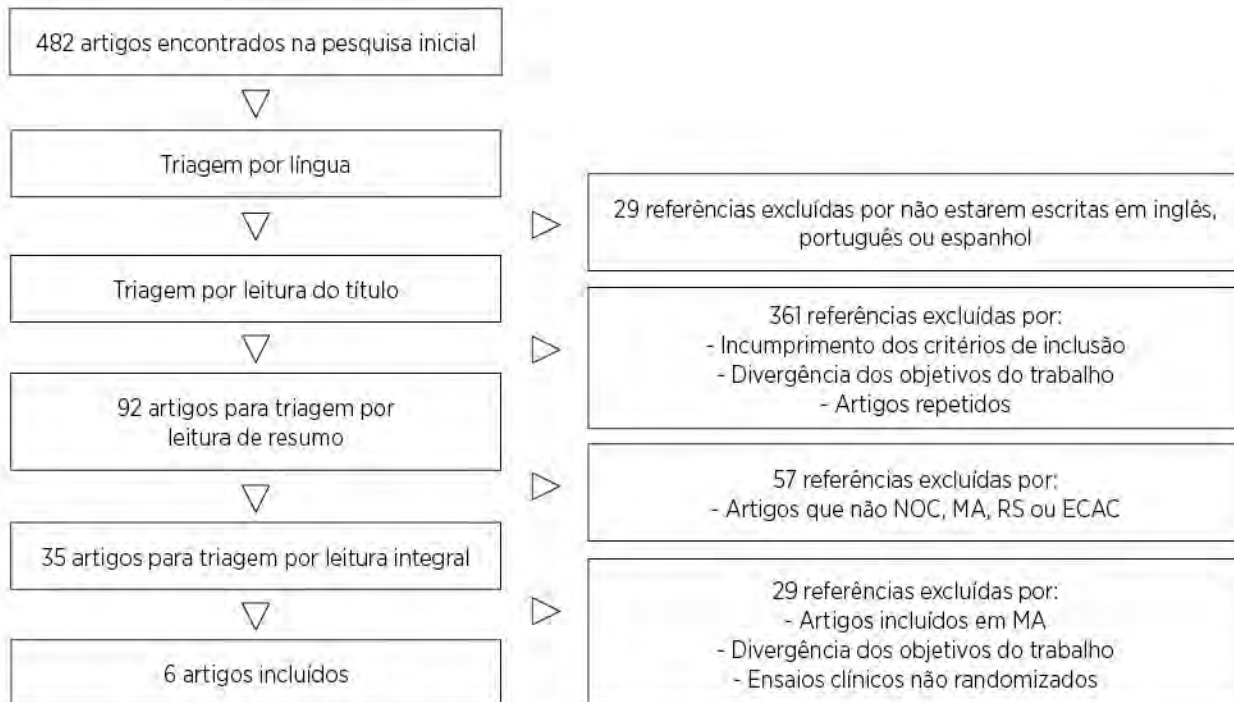 482 artigos encontrados na pesquisa inicial
Triagem por língua
29 referências excluídas por não estarem escritas em inglês,
português ou espanhol
Triagem por leitura do título
361 referências excluídas por:
- Incumprimento dos critérios de inclusão
- Divergência dos objetivos do trabalho
- Artigos repetidos
92 artigos para triagem por
leitura de resumo
57 referências excluídas por:
- Artigos que não NOC, MA, RS ou ECAC
35 artigos para triagem por leitura integral
29 referências excluídas por:
- Artigos incluídos em MA
- Divergência dos objetivos do trabalho
- Ensaios clínicos não randomizados
6 artigos incluídos